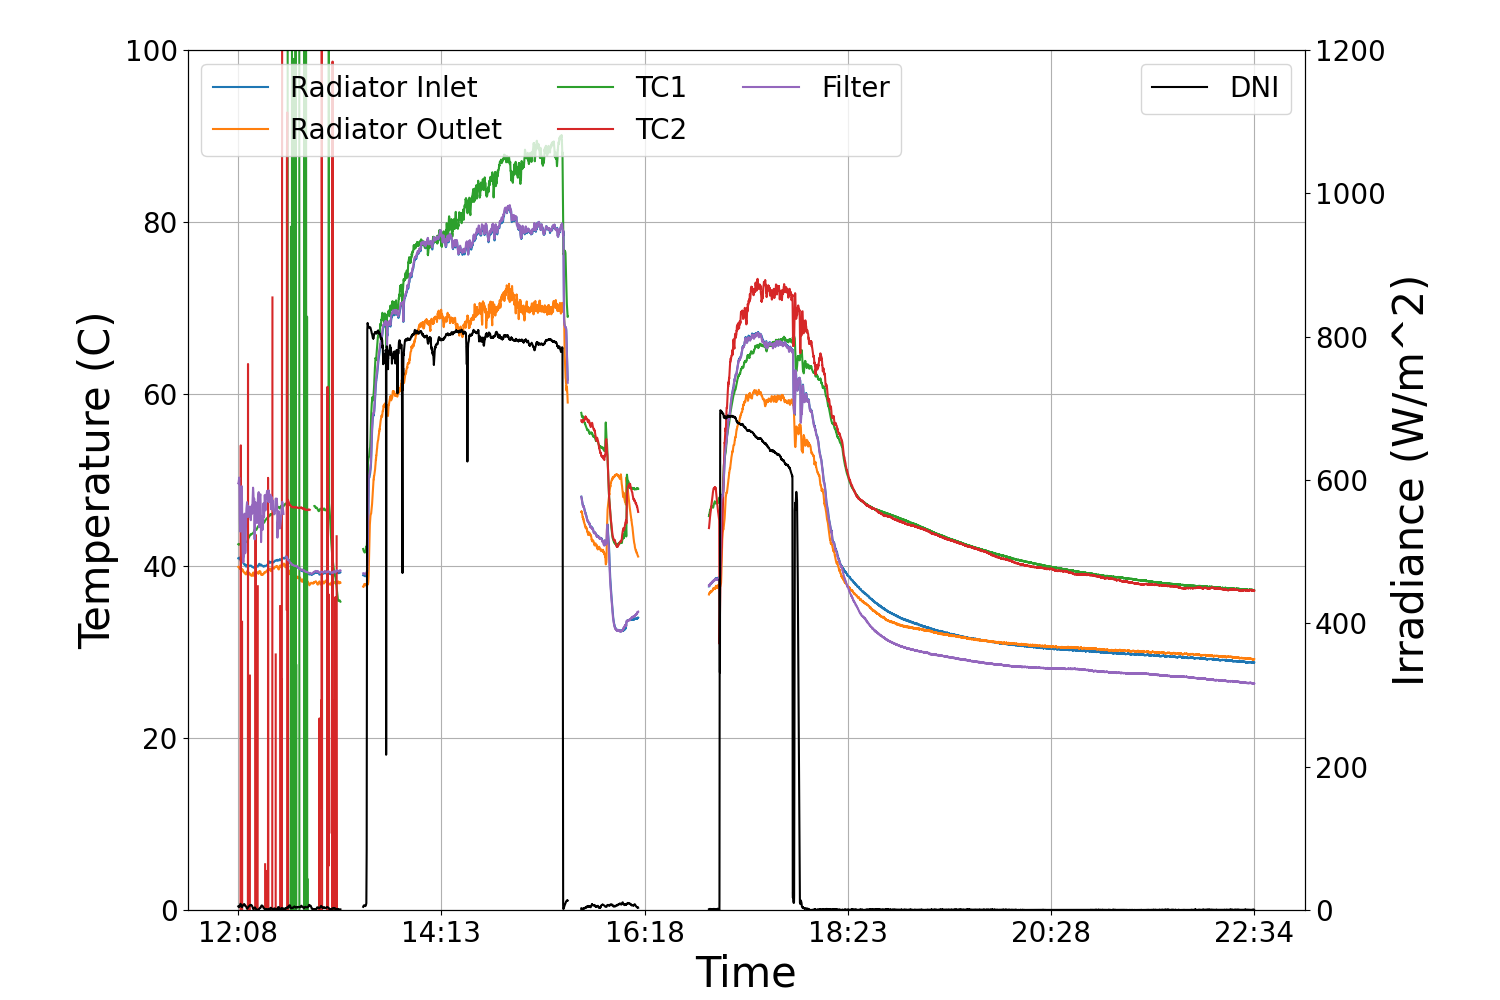 100
80
60
40
20
0
Temperature (C)
Radiator Inlet
Radiator Outlet
TC1
TC2
Filter
DNI
1200
1000
800
600
400
200
0
Irradiance (W/m^2)
12:08 14:13 16:18 18:23 20:28 22:34
Time